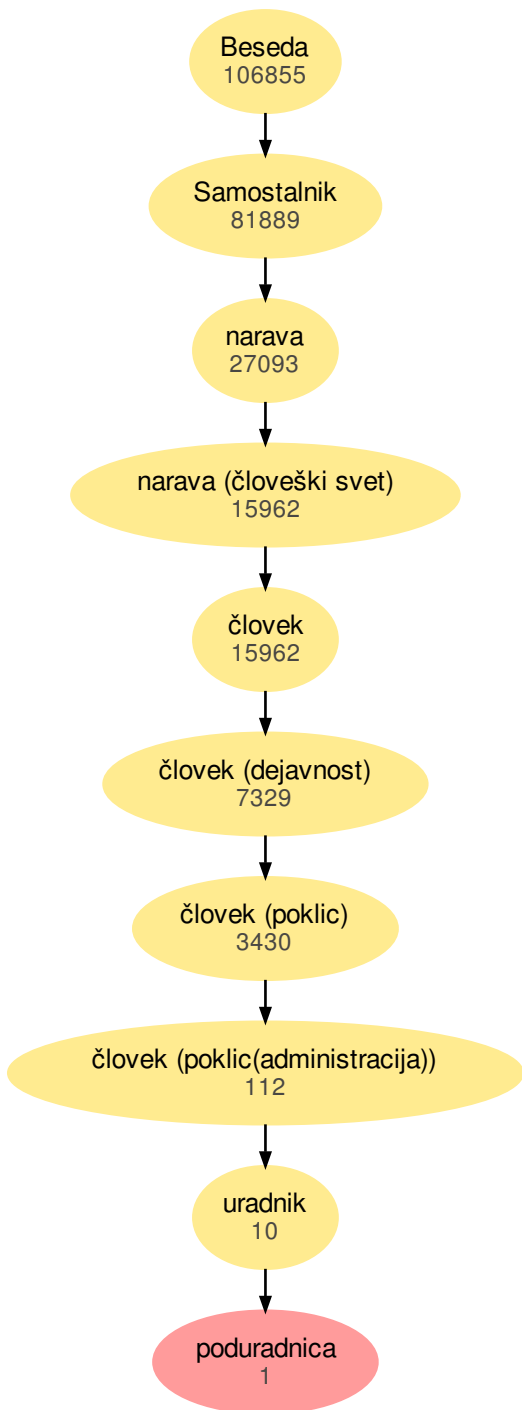 Beseda
106855
Samostalnik
81889
narava
27093
narava (človeški svet)
15962
človek
15962
človek (dejavnost)
7329
človek (poklic)
3430
človek (poklic(administracija))
112
uradnik
10
poduradnica
1